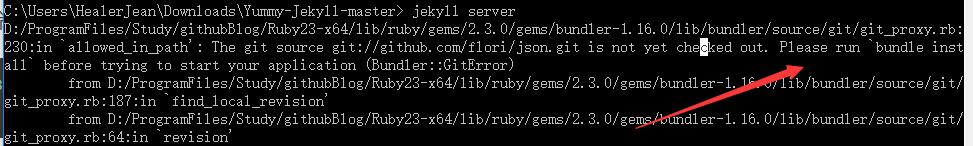 C:\Users\HealerJean\Downloads\Yummy-Jekyll-master> jekyll server
D:/ProgramFiles/Study/githubBlog/Ruby23-x64/lib/ruby/gems/2.3.0/gems/bundler-1.16.0/lib/bundler/source/git/git_proxy.rb:
230:in `allowed_in_path': The git source git://github.com/flori/json.git is not yet checked out. Please run `bundle inst
all` before trying to start your application (Bundler::GitError)
from D:/ProgramFiles/Study/githubBlog/Ruby23-x64/lib/ruby/gems/2.3.0/gems/bundler-1.16.0/lib/bundler/source/git/
git_proxy.rb:187:in `find_local_revision'
from D:/ProgramFiles/Study/githubBlog/Ruby23-x64/lib/ruby/gems/2.3.0/gems/bundler-1.16.0/lib/bundler/source/git/
git_proxy.rb:64:in `revision'